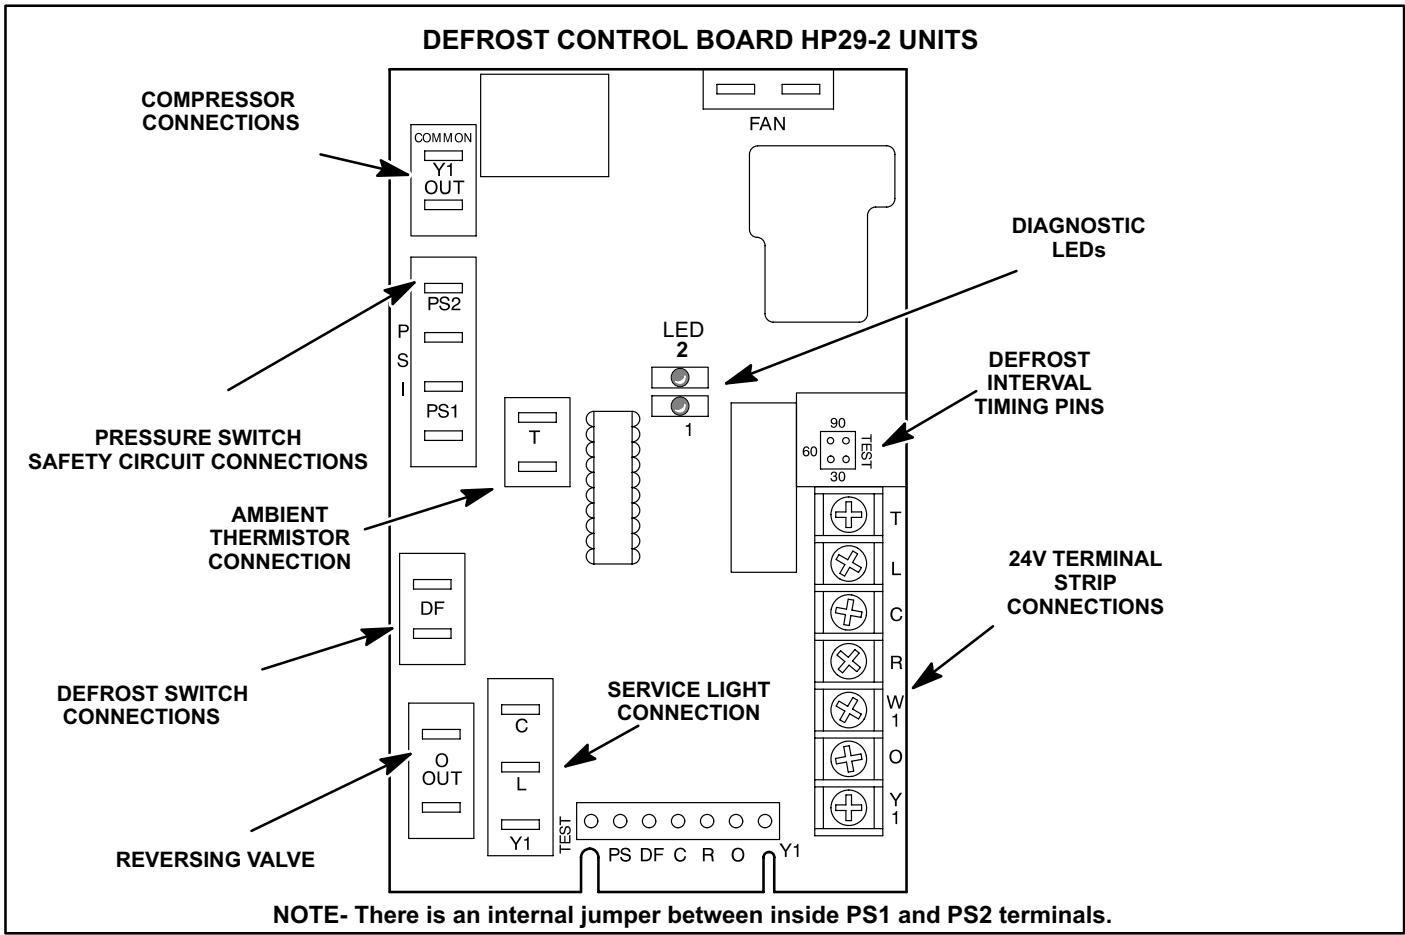 DEFROST CONTROL BOARD HP29-2 UNITS
COMPRESSOR
CONNECTIONS
COMMON
Y1
OUT
FAN
DIAGNOSTIC
LEDs
PS2
P
S
I
PS1
PRESSURE SWITCH
SAFETY CIRCUIT CONNECTIONS
LED
2
1
DEFROST
INTERVAL
TIMING PINS
90
60
30
TEST
T
AMBIENT
THERMISTOR
CONNECTION
T
L
C
R
W
1
O
Y
1
24V TERMINAL
STRIP
CONNECTIONS
DF
DEFROST SWITCH
CONNECTIONS
SERVICE LIGHT
CONNECTION
C
L
Y1
O
OUT
REVERSING VALVE
TEST
PS DF C R O Y1
NOTE- There is an internal jumper between inside PS1 and PS2 terminals.